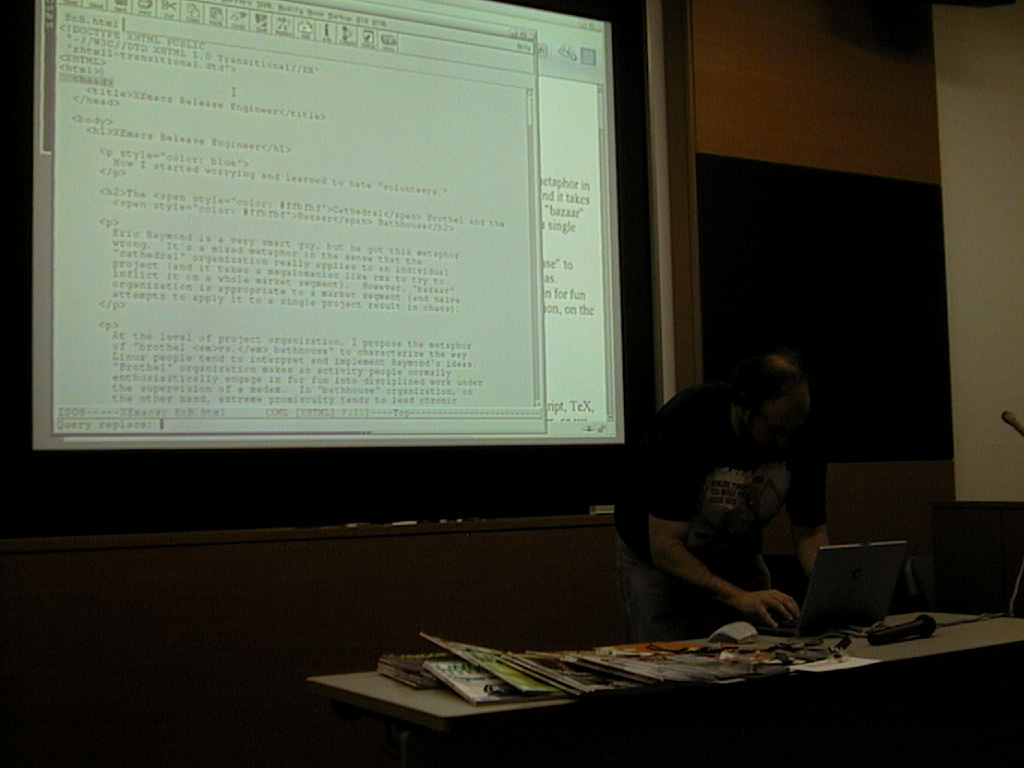 Help
EnB.html
<!DOCTYPE XHTML PUBLIC
"-//W3C//DTD XHTML 1.0 Transitional//EN"
"xhtml1-transitional.dtd">
<XHTML>
<html>
<head>
<title>XEmacs Release Engineer</title>
</head>
<body>
<h1>XEmacs Release Engineer</h1>
<p style="color: blue">
How I started worrying and learned to hate "volunteers."
</p>
<h2>The <span style="color: #ffbfbf">Cathedral</span> Brothel and the
<span style="color: #ffbfbf">Bazaar</span> Bathhouse</h2>
<p>
Eric Raymond is a very smart guy, but he got this metaphor
wrong. It's a mixed metaphor in the sense that the
"cathedral" organization really applies to an individual
project (and it takes a megalomaniac like rms to try to
inflict it on a whole market segment). However, "bazaar"
organization is appropriate to a market segment (and naive
attempts to apply it to a single project result in chaos).
</p>
<p>
At the level of project organization, I propose the metaphor
of "brothel <em>vs.</em> bathhouse" to characterize the way
Linux people tend to interpret and implement Raymond's ideas.
"Brothel" organization makes an activity people normally
enthusiastically engage in for fun into disciplined work under
the supervision of a madam. In "bathhouse" organization, on
the other hand, extreme promiscuity tends to lead chronic
ISO8-----XEmacs: EnB.html (XML [XHTML] Fill)----Top
Query replace:
etaphor in
nd it takes
"bazaar"
single
use" to
as.
n for fun
ion, on the
ript, TeX,